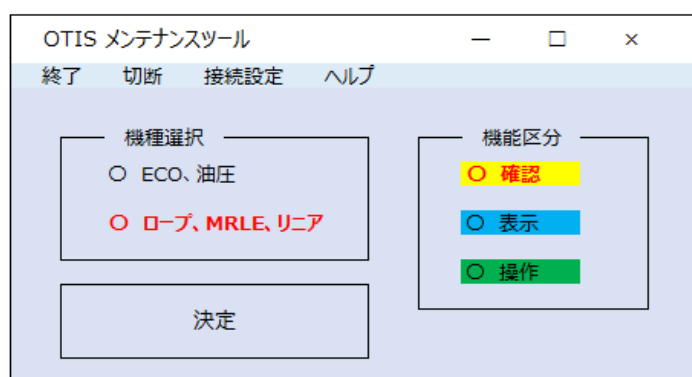 OTIS メンテナンスツール
終了 切断 接続設定 ヘルプ
機種選択
○ ECO、油圧
○ ロープ、MRLE、リニア
決定
機能区分
○ 確認
○ 表示
○ 操作